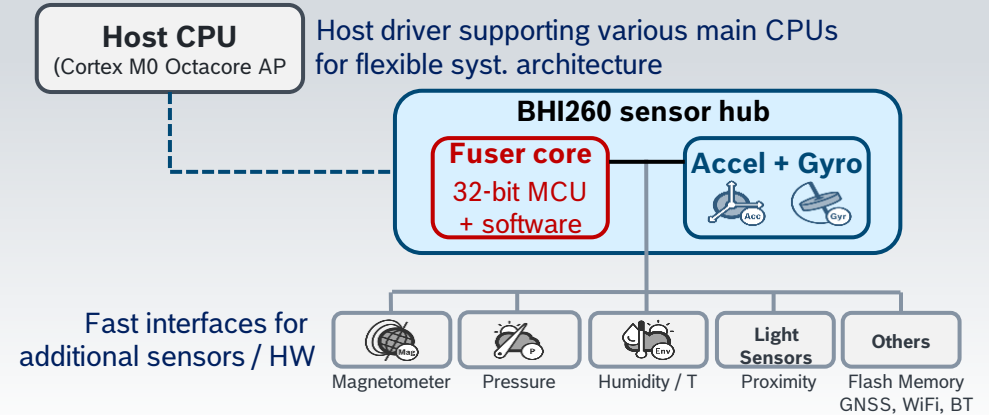 Host CPU
(Cortex M0 Octacore AP
Host driver supporting various main CPUs
for flexible syst. architecture
BHI260 sensor hub
Fuser core
32-bit MCU
+ software
Accel + Gyro
Acc
Gyr
Fast interfaces for
additional sensors / HW
Mag
P
Env
Light
Sensors
Others
Magnetometer
Pressure
Humidity / T
Proximity
Flash Memory
GNSS, WiFi, BT